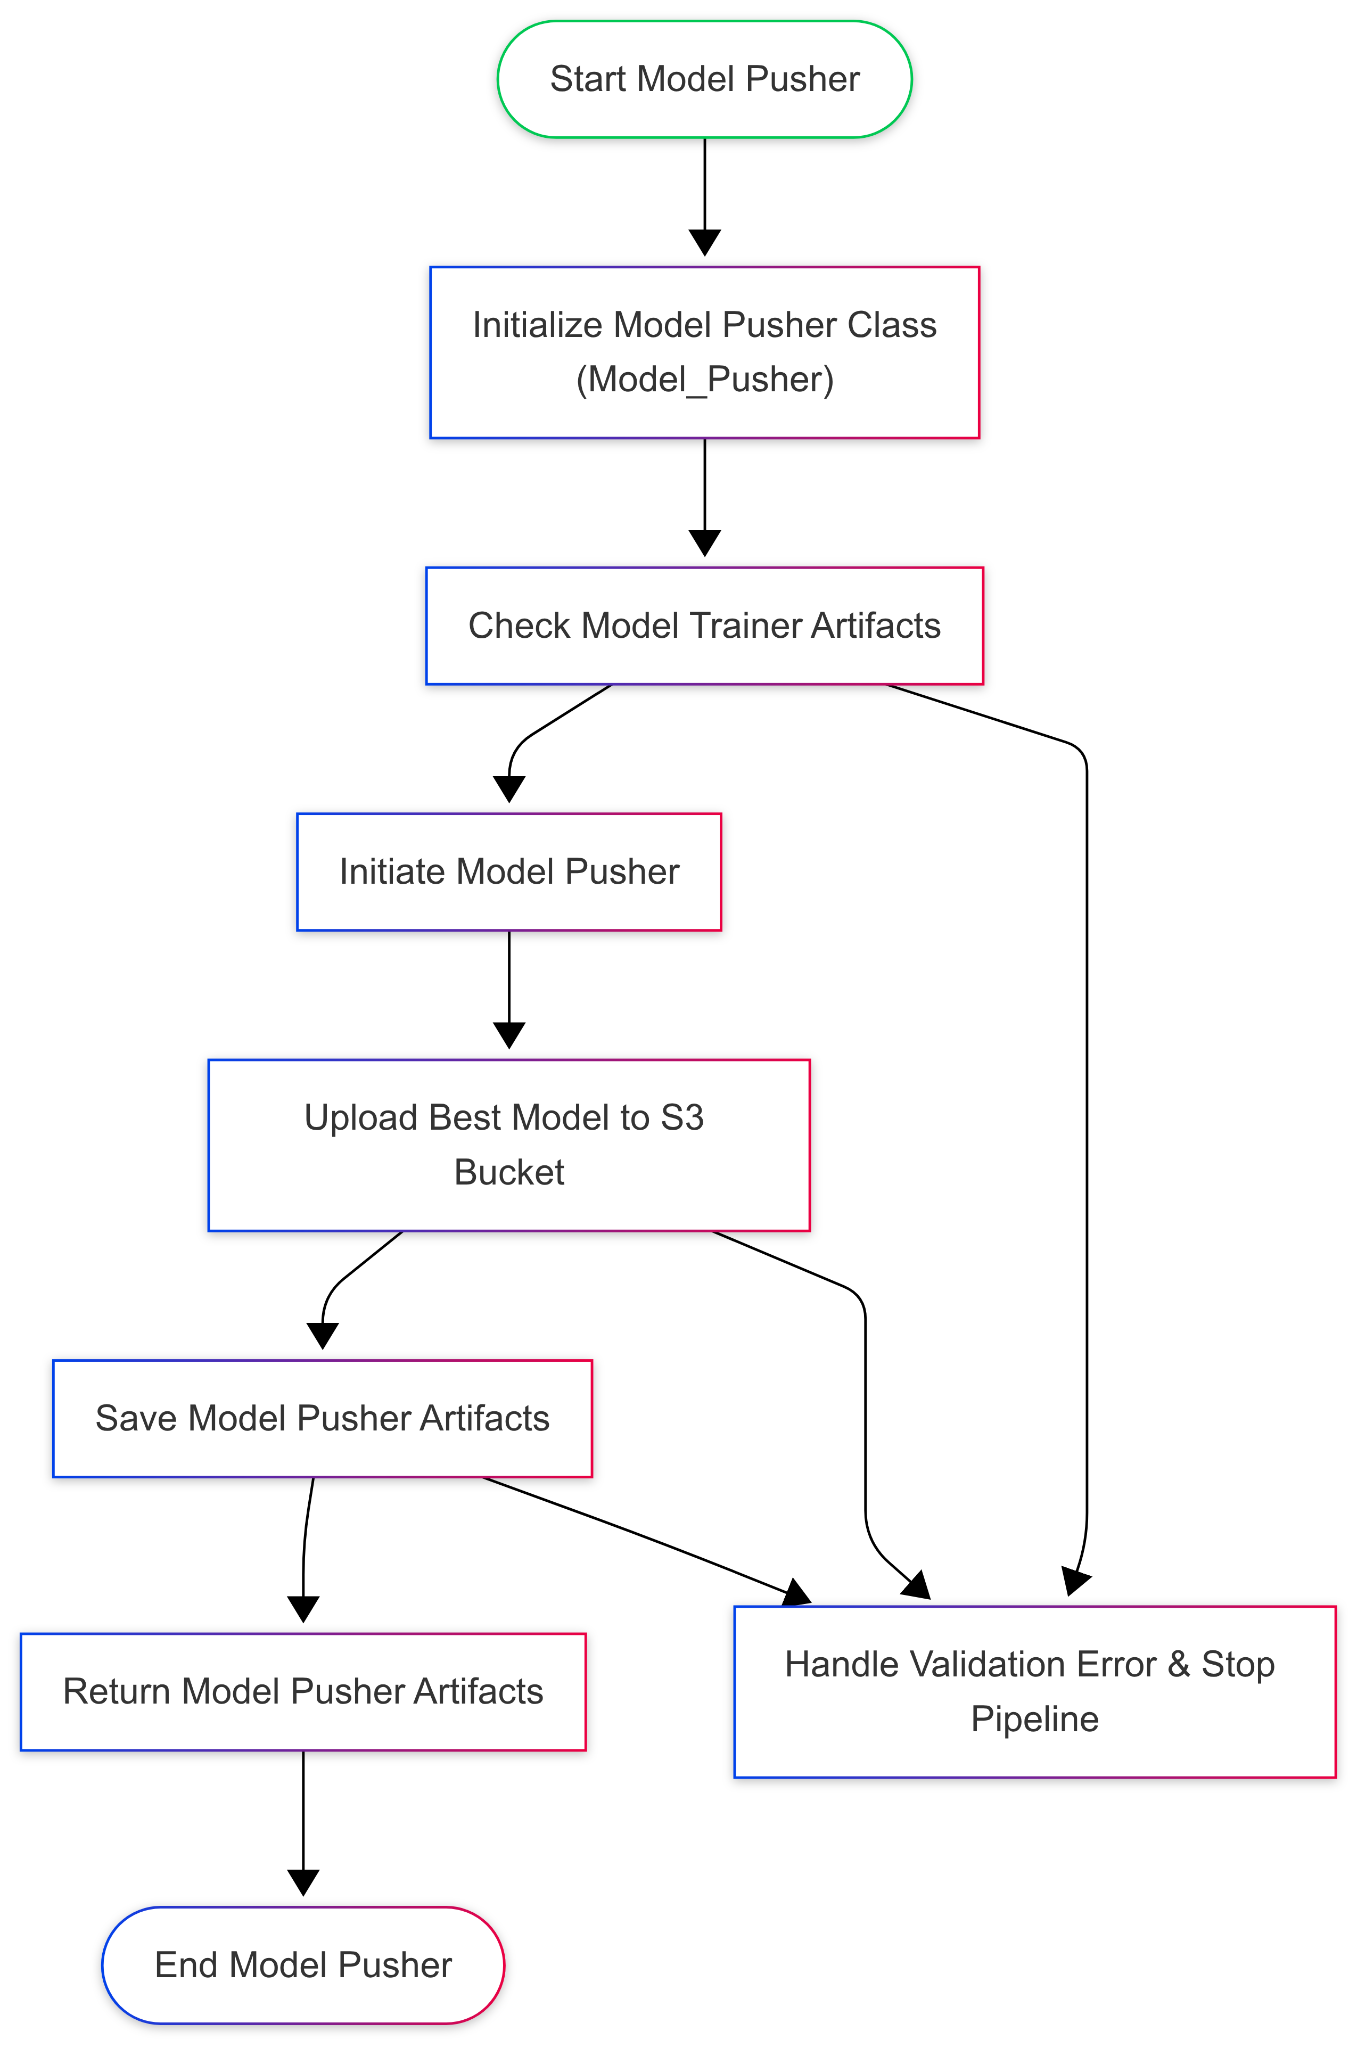 Start Model Pusher
Initialize Model Pusher Class
(Model_Pusher)
Check Model Trainer Artifacts
Initiate Model Pusher
Upload Best Model to S3
Bucket
Save Model Pusher Artifacts
Return Model Pusher Artifacts
Handle Validation Error & Stop
Pipeline
End Model Pusher